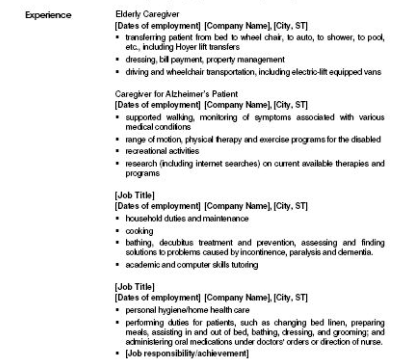 Experience
Elderly Caregiver
[Dates of employment] [Company Name], [City, ST]
▪ transferring patient from bed to wheel chair, to auto, to shower, to pool,
etc., including Hoyer lift transfers
▪ dressing, bill payment, property management
▪ driving and wheelchair transportation, including electric-lift equipped vans
Caregiver for Alzheimer's Patient
[Dates of employment] [Company Name], [City, ST]
▪ supported walking, monitoring of symptoms associated with various
medical conditions
▪ range of motion, physical therapy and exercise programs for the disabled
▪ recreational activities
▪ research (including internet searches) on current available therapies and
programs
[Job Title]
[Dates of employment] [Company Name], [City, ST]
▪ household duties and maintenance
▪ cooking
▪ bathing, decubitus treatment and prevention, assessing and finding
solutions to problems caused by incontinence, paralysis and dementia.
▪ academic and computer skills tutoring
[Job Title]
[Dates of employment] [Company Name], [City, ST]
▪ personal hygiene/home health care
▪ performing duties for patients, such as changing bed linen, preparing
meals, assisting in and out of bed, bathing, dressing, and grooming; and
administering oral medications under doctors' orders or direction of nurse.
▪ [Job responsibility/achievement]